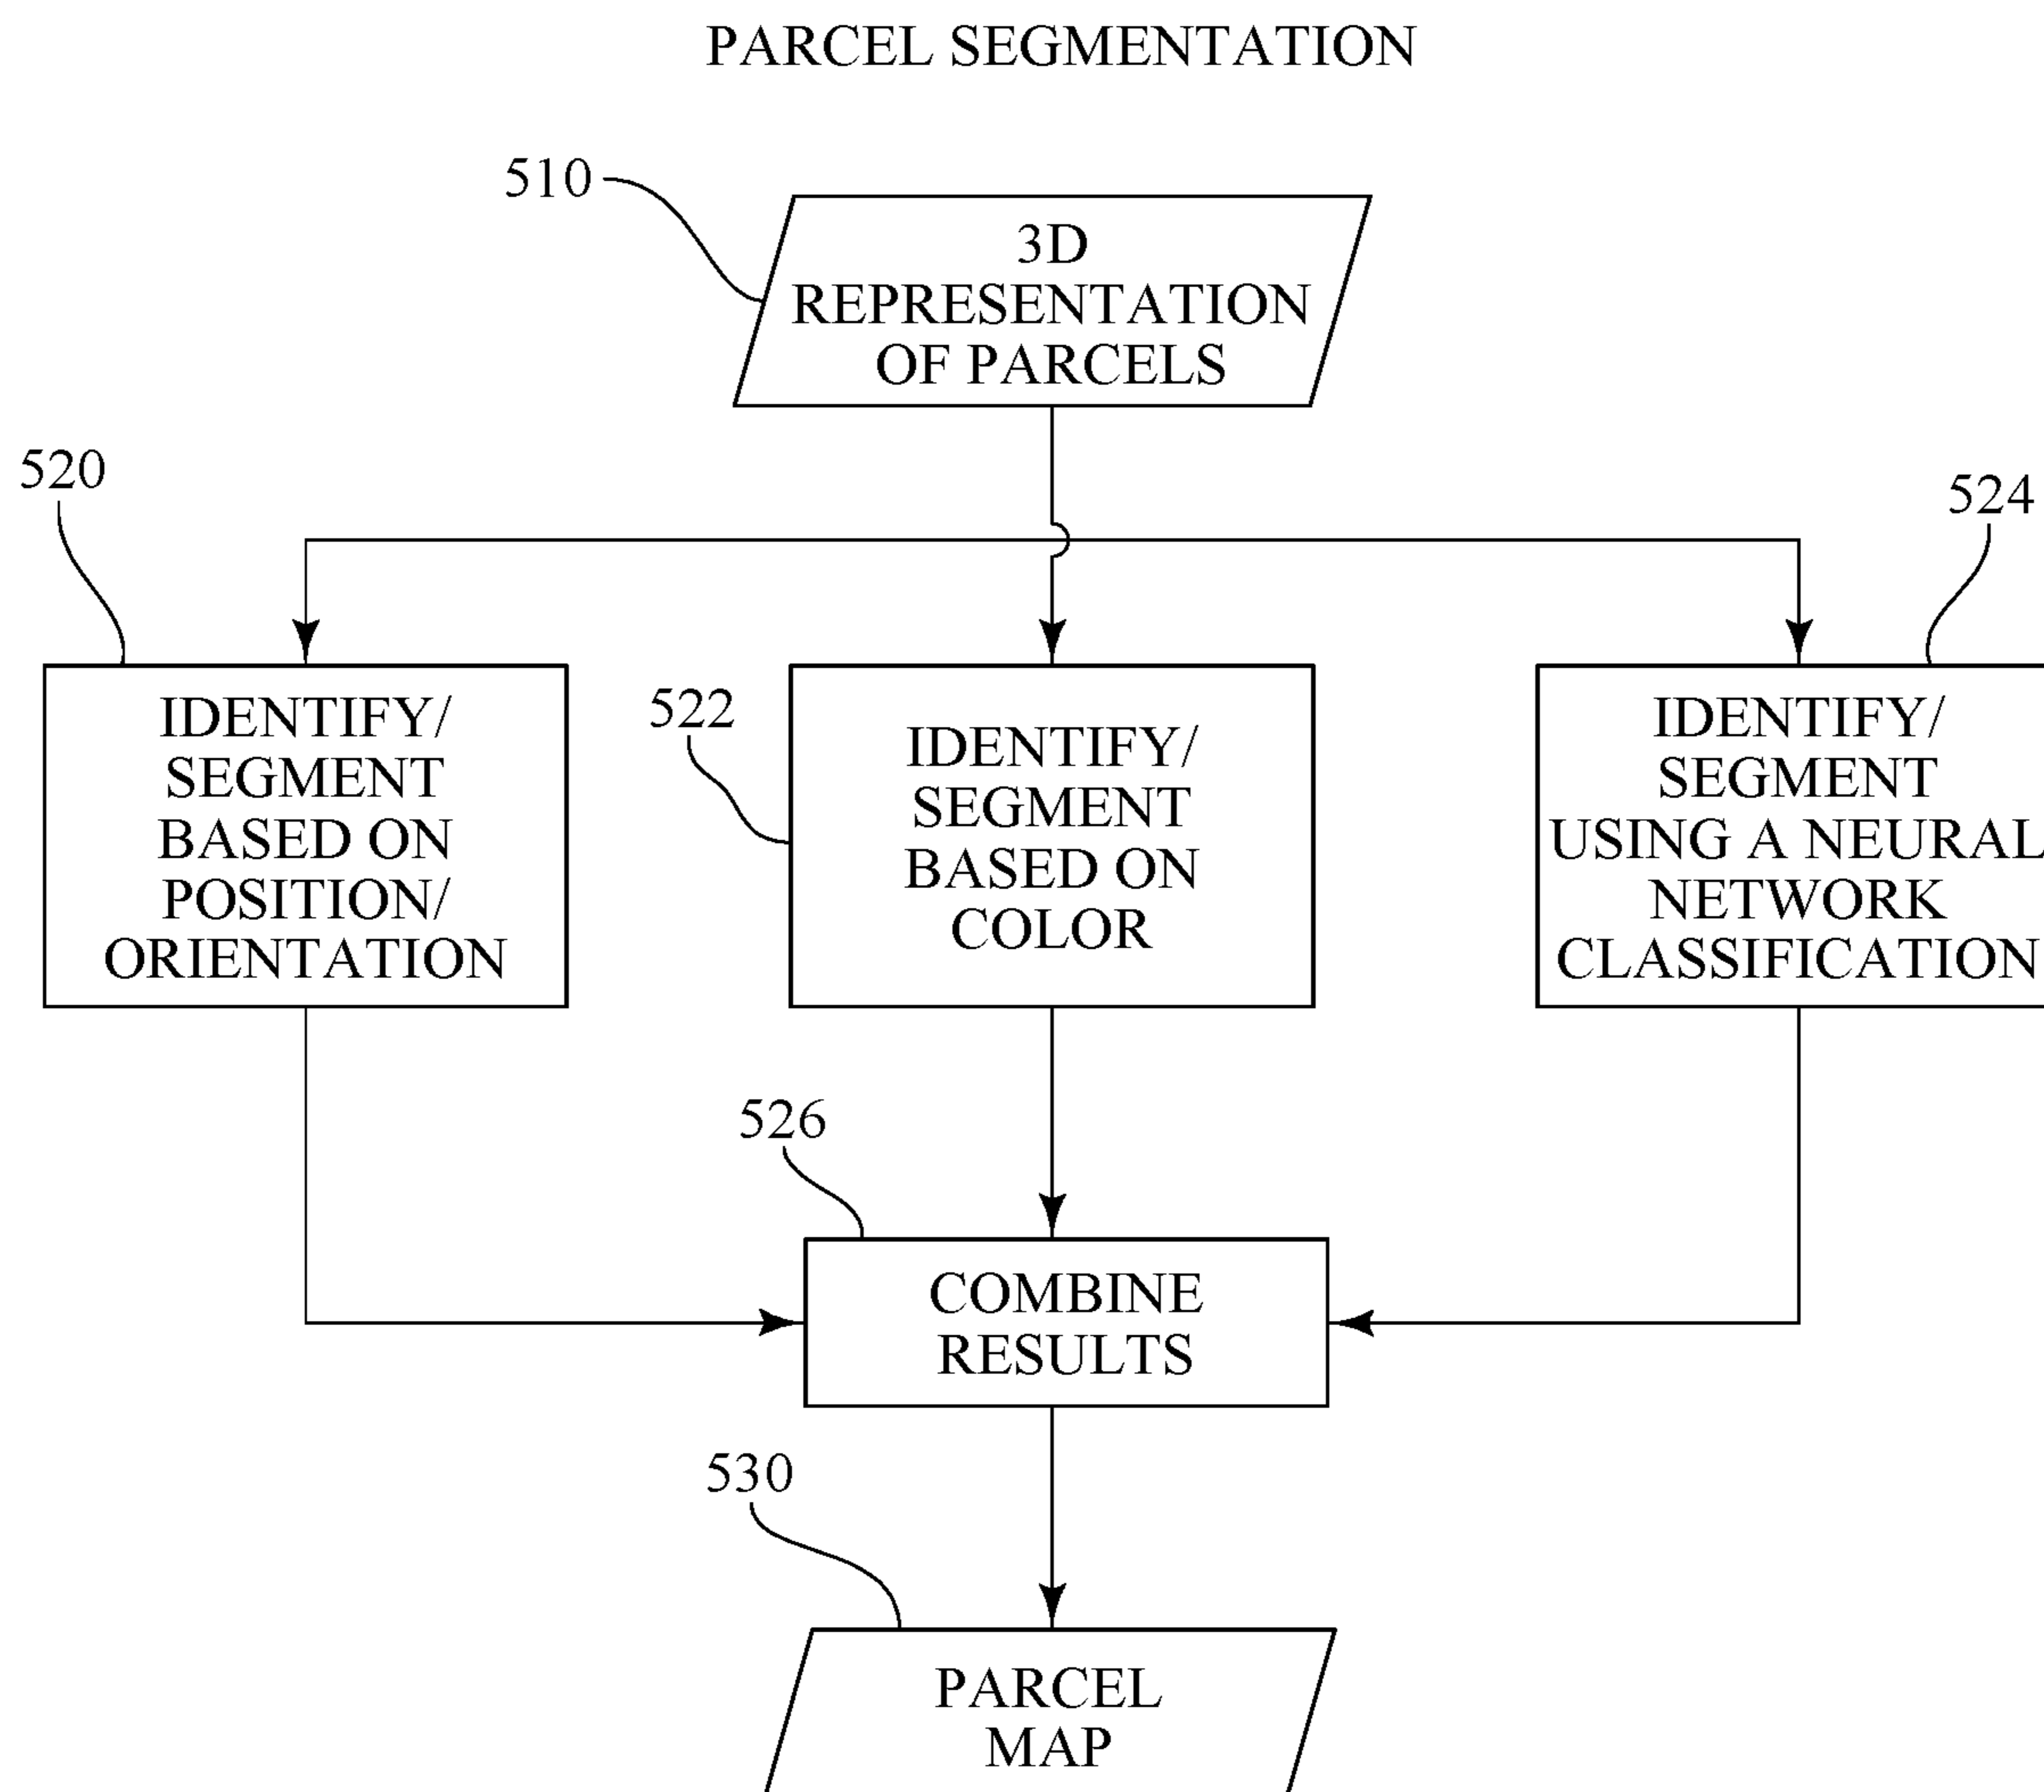 PARCEL SEGMENTATION
510
3D
REPRESENTATION
OF PARCELS
520
524
IDENTIFY/
SEGMENT
BASED ON
POSITION/
ORIENTATION
522
IDENTIFY/
SEGMENT
BASED ON
COLOR
IDENTIFY/
SEGMENT
USING A NEURAL
NETWORK
CLASSIFICATION
526
COMBINE
RESULTS
530
PARCEL
MAP